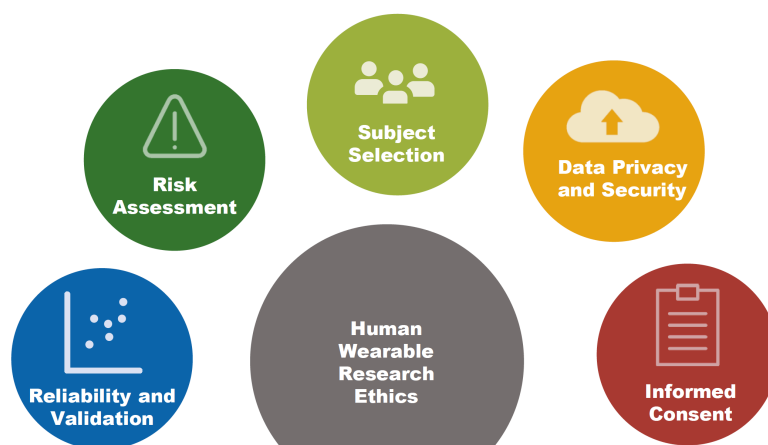 Subject
Selection
Risk
Assessment
Data Privacy
and Security
Human
Wearable
Research
Ethics
Reliability and
Validation
Informed
Consent